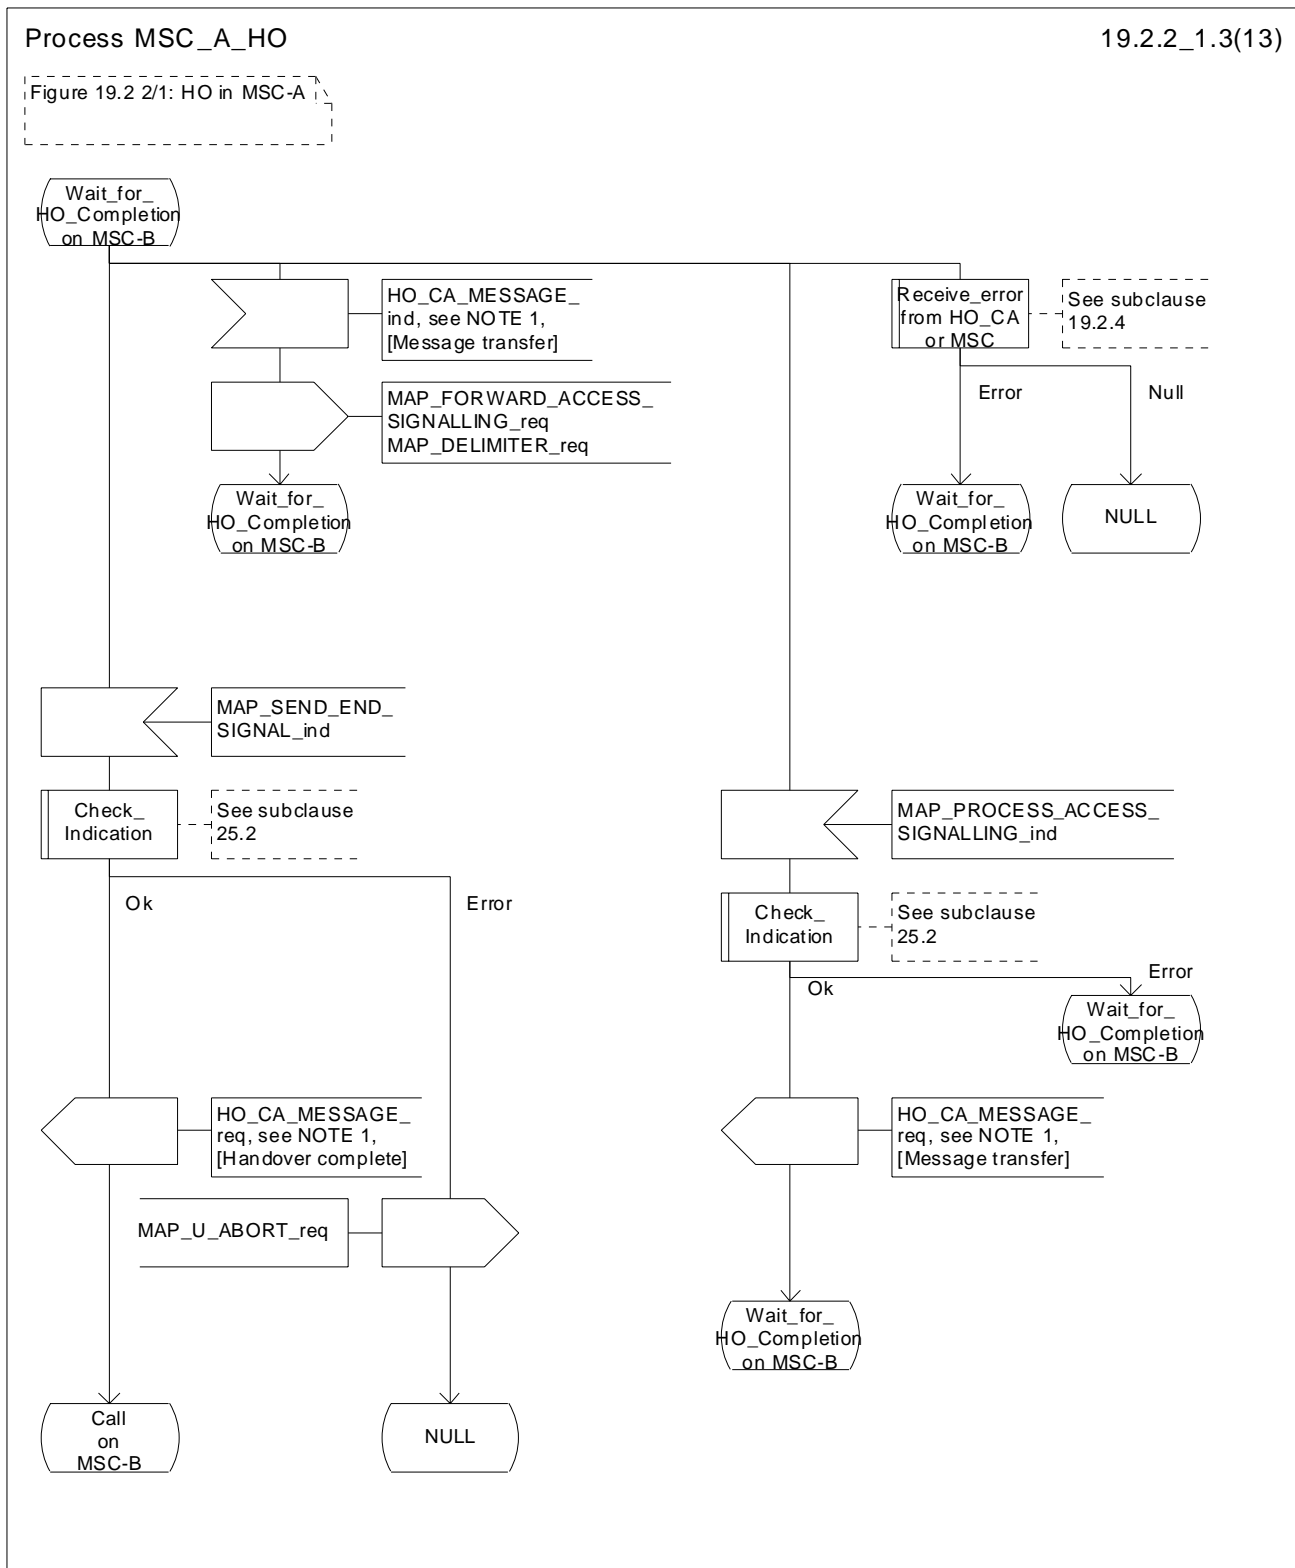 Process MSC_A_HO
19.2.2_1.3(13)
Figure 19.2 2/1: HO in MSC-A
Wait_for_
HO_Completion
on MSC-B
HO_CA_MESSAGE_
ind, see NOTE 1,
[Message transfer]
Receive_error
from HO_CA
or MSC
See subclause
19.2.4
MAP_FORWARD_ACCESS_
SIGNALLING_req
MAP_DELIMITER_req
Error
Null
Wait_for_
HO_Completion
on MSC-B
Wait_for_
HO_Completion
on MSC-B
NULL
MAP_SEND_END_
SIGNAL_ind
Check_
Indication
See subclause
25.2
MAP_PROCESS_ACCESS_
SIGNALLING_ind
Ok
Error
Check_
Indication
See subclause
25.2
Ok
Error
Wait_for_
HO_Completion
on MSC-B
HO_CA_MESSAGE_
req, see NOTE 1,
[Handover complete]
HO_CA_MESSAGE_
req, see NOTE 1,
[Message transfer]
MAP_U_ABORT_req
Wait_for_
HO_Completion
on MSC-B
Call
on
MSC-B
NULL